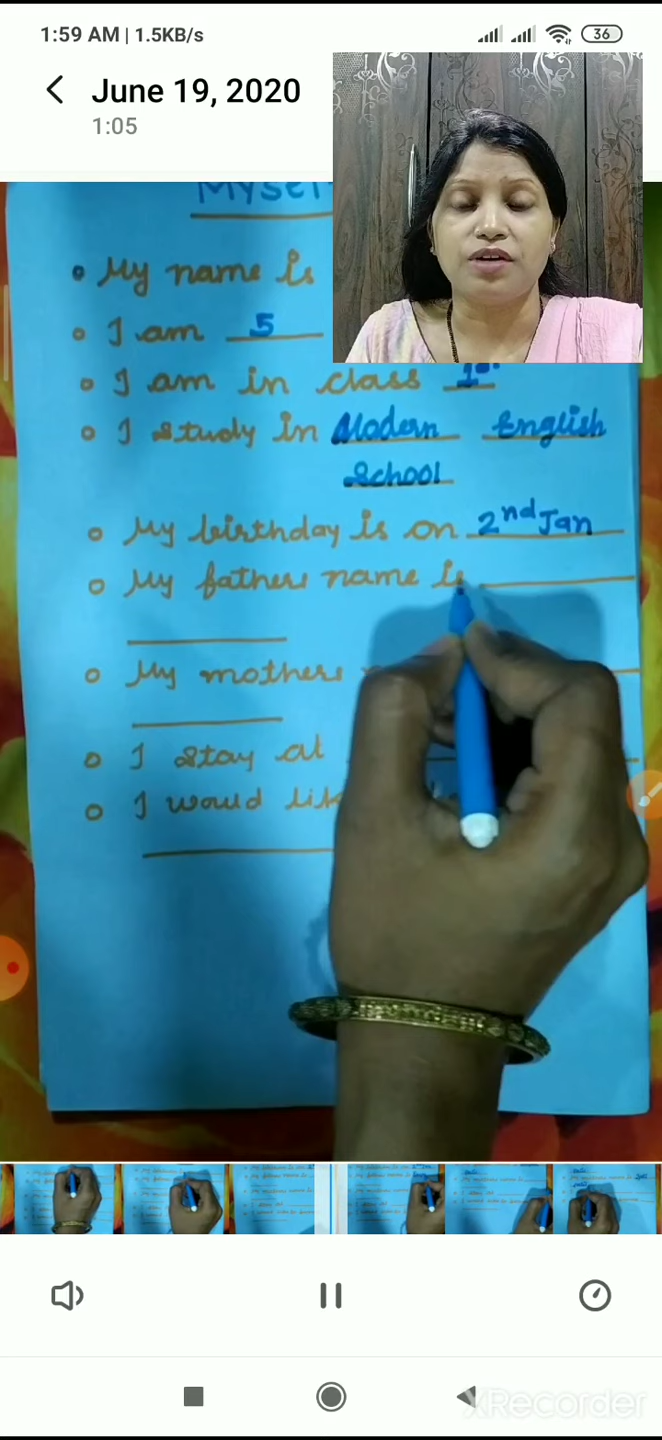 1:59 AM | 1.5KB/s
36
June 19, 2020
1:05
My name is
I am 5
I am in class 1st
I study in Modern English
School
My birthday is on 2nd Jan
My fathers name is
My mothers
I stay at
I would
XRecorder